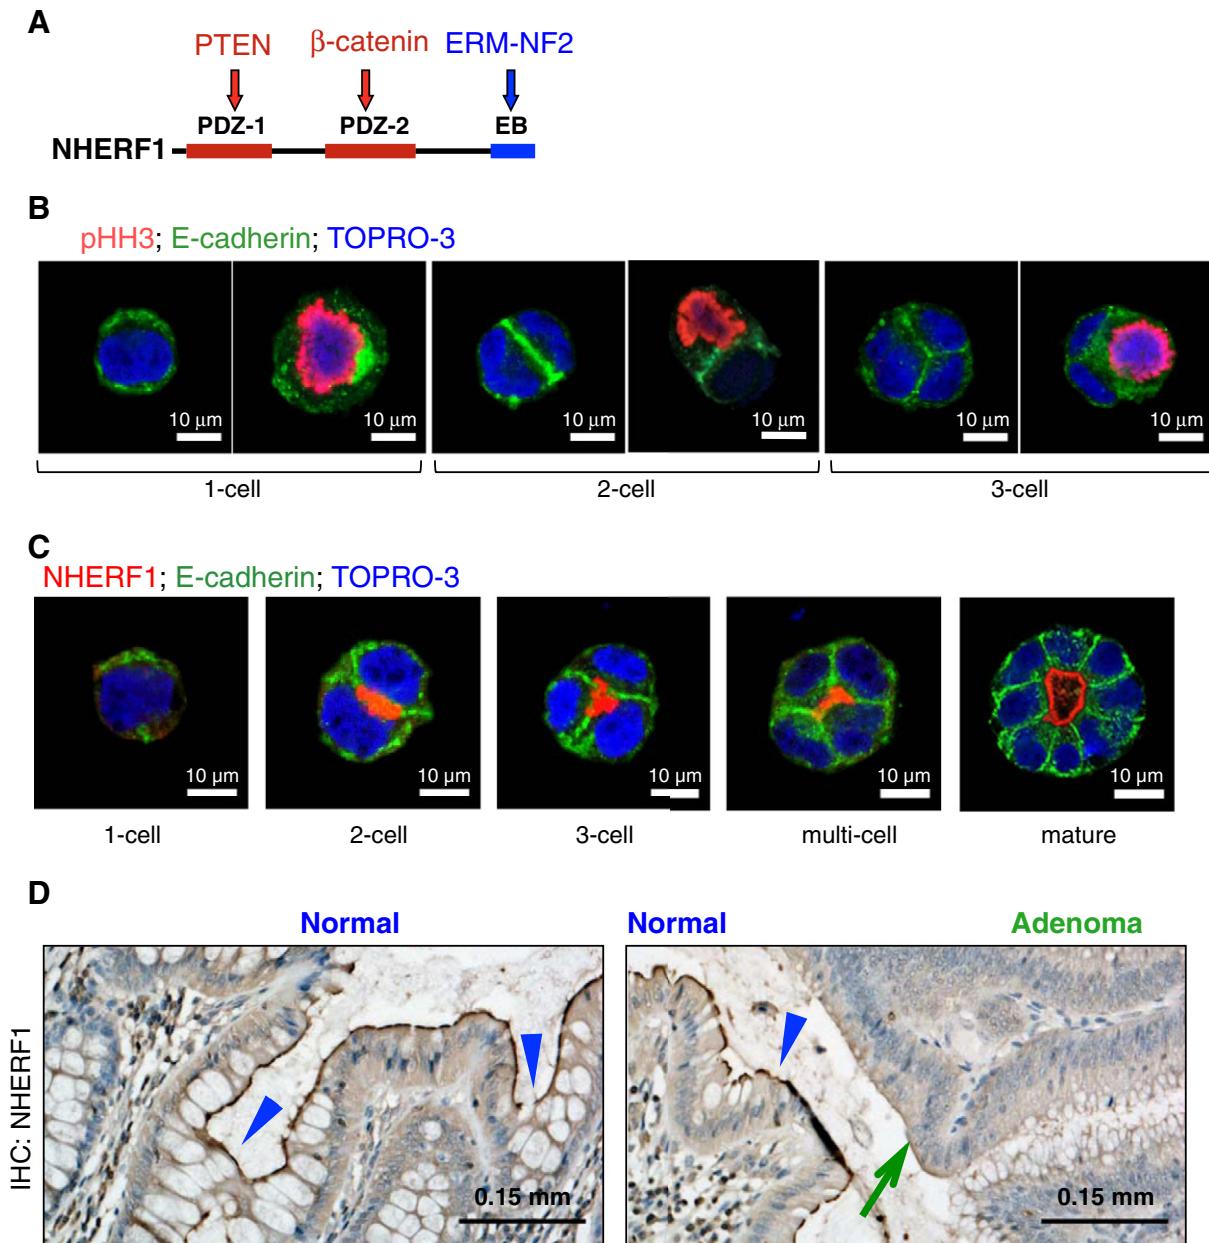 A
PTEN β-catenin ERM-NF2
PDZ-1 PDZ-2 EB
NHERF1
B
pHH3; E-cadherin; TOPRO-3
10 μm 10 μm 10 μm 10 μm 10 μm 10 μm
1-cell 2-cell 3-cell
C
NHERF1; E-cadherin; TOPRO-3
10 μm 10 μm 10 μm 10 μm 10 μm
1-cell 2-cell 3-cell multi-cell mature
D
Normal Normal Adenoma
IHC: NHERF1
0.15 mm 0.15 mm